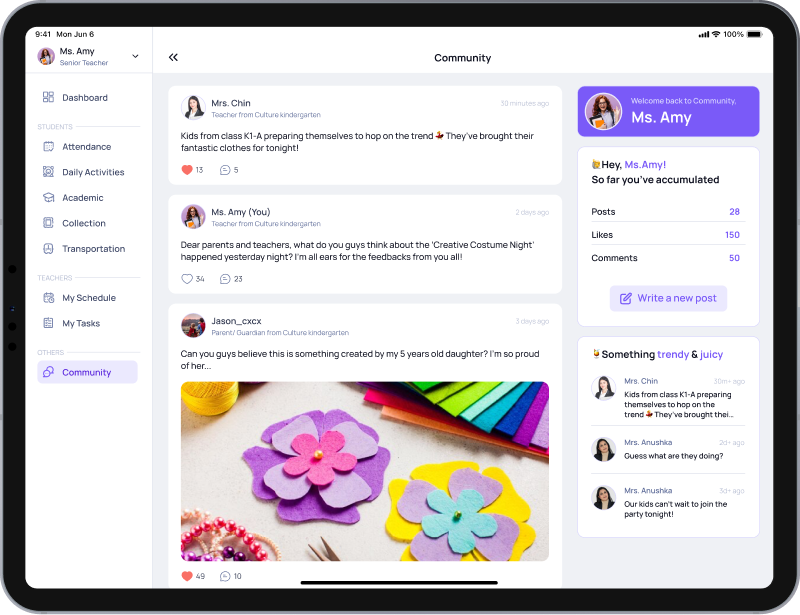 9:41 Mon Jun 6
100%
Ms. Amy
Senior Teacher
Dashboard
STUDENTS
Attendance
Daily Activities
Academic
Collection
Transportation
TEACHERS
My Schedule
My Tasks
OTHERS
Community
Community
Mrs. Chin
Teacher from Culture kindergarten
30 minutes ago
Kids from class K1-A preparing themselves to hop on the trend 💃 They've brought their
fantastic clothes for tonight!
13
5
Ms. Amy (You)
Teacher from Culture kindergarten
2 days ago
Dear parents and teachers, what do you guys think about the 'Creative Costume Night'
happened yesterday night? I'm all ears for the feedbacks from you all!
34
23
Jason_cxcx
Parent/ Guardian from Culture kindergarten
3 days ago
Can you guys believe this is something created by my 5 years old daughter? I'm so proud
of her...
49
10
Welcome back to Community,
Ms. Amy
Hey, Ms.Amy!
So far you've accumulated
Posts 28
Likes 150
Comments 50
Write a new post
Something trendy & juicy
Mrs. Chin
30m+ ago
Kids from class K1-A preparing
themselves to hop on the
trend 💃 They've brought thei...
Mrs. Anushka
2d+ ago
Guess what are they doing?
Mrs. Anushka
3d+ ago
Our kids can't wait to join the
party tonight!